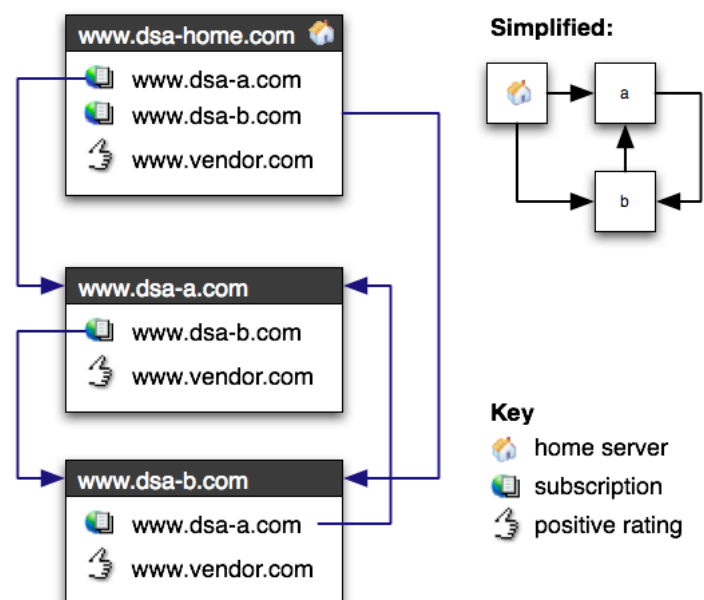 www.dsa-home.com
www.dsa-a.com
www.dsa-b.com
www.vendor.com
www.dsa-a.com
www.dsa-b.com
www.vendor.com
www.dsa-b.com
www.dsa-a.com
www.vendor.com
Simplified:
a
b
Key
home server
subscription
positive rating